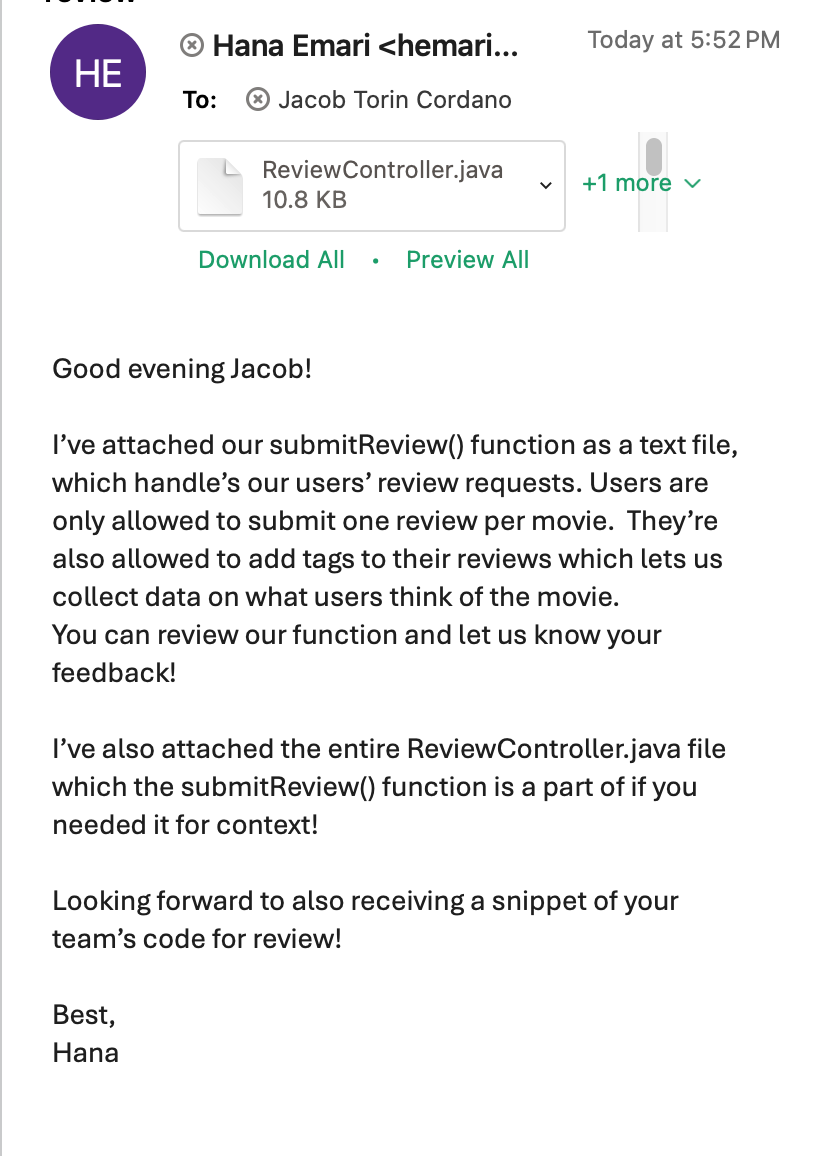 HE
Hana Emari <hemari...
Today at 5:52 PM
To: Jacob Torin Cordano
ReviewController.java
10.8 KB
+1 more
Download All • Preview All
Good evening Jacob!
I’ve attached our submitReview() function as a text file,
which handle’s our users’ review requests. Users are
only allowed to submit one review per movie.  They’re
also allowed to add tags to their reviews which lets us
collect data on what users think of the movie.
You can review our function and let us know your
feedback!
I’ve also attached the entire ReviewController.java file
which the submitReview() function is a part of if you
needed it for context!
Looking forward to also receiving a snippet of your
team’s code for review!
Best,
Hana